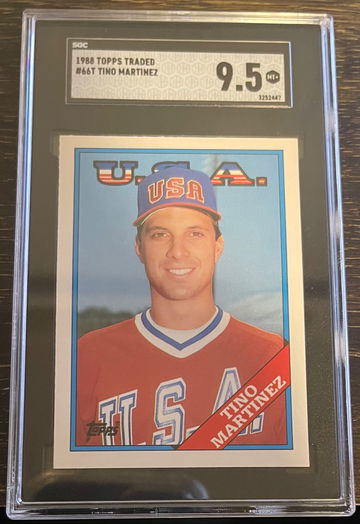 SGC
1988 TOPPS TRADED
#66T TINO MARTINEZ
9.5 MT+
3252447
U.S.A.
USA
U.S.A.
TINO
MARTINEZ
Topps